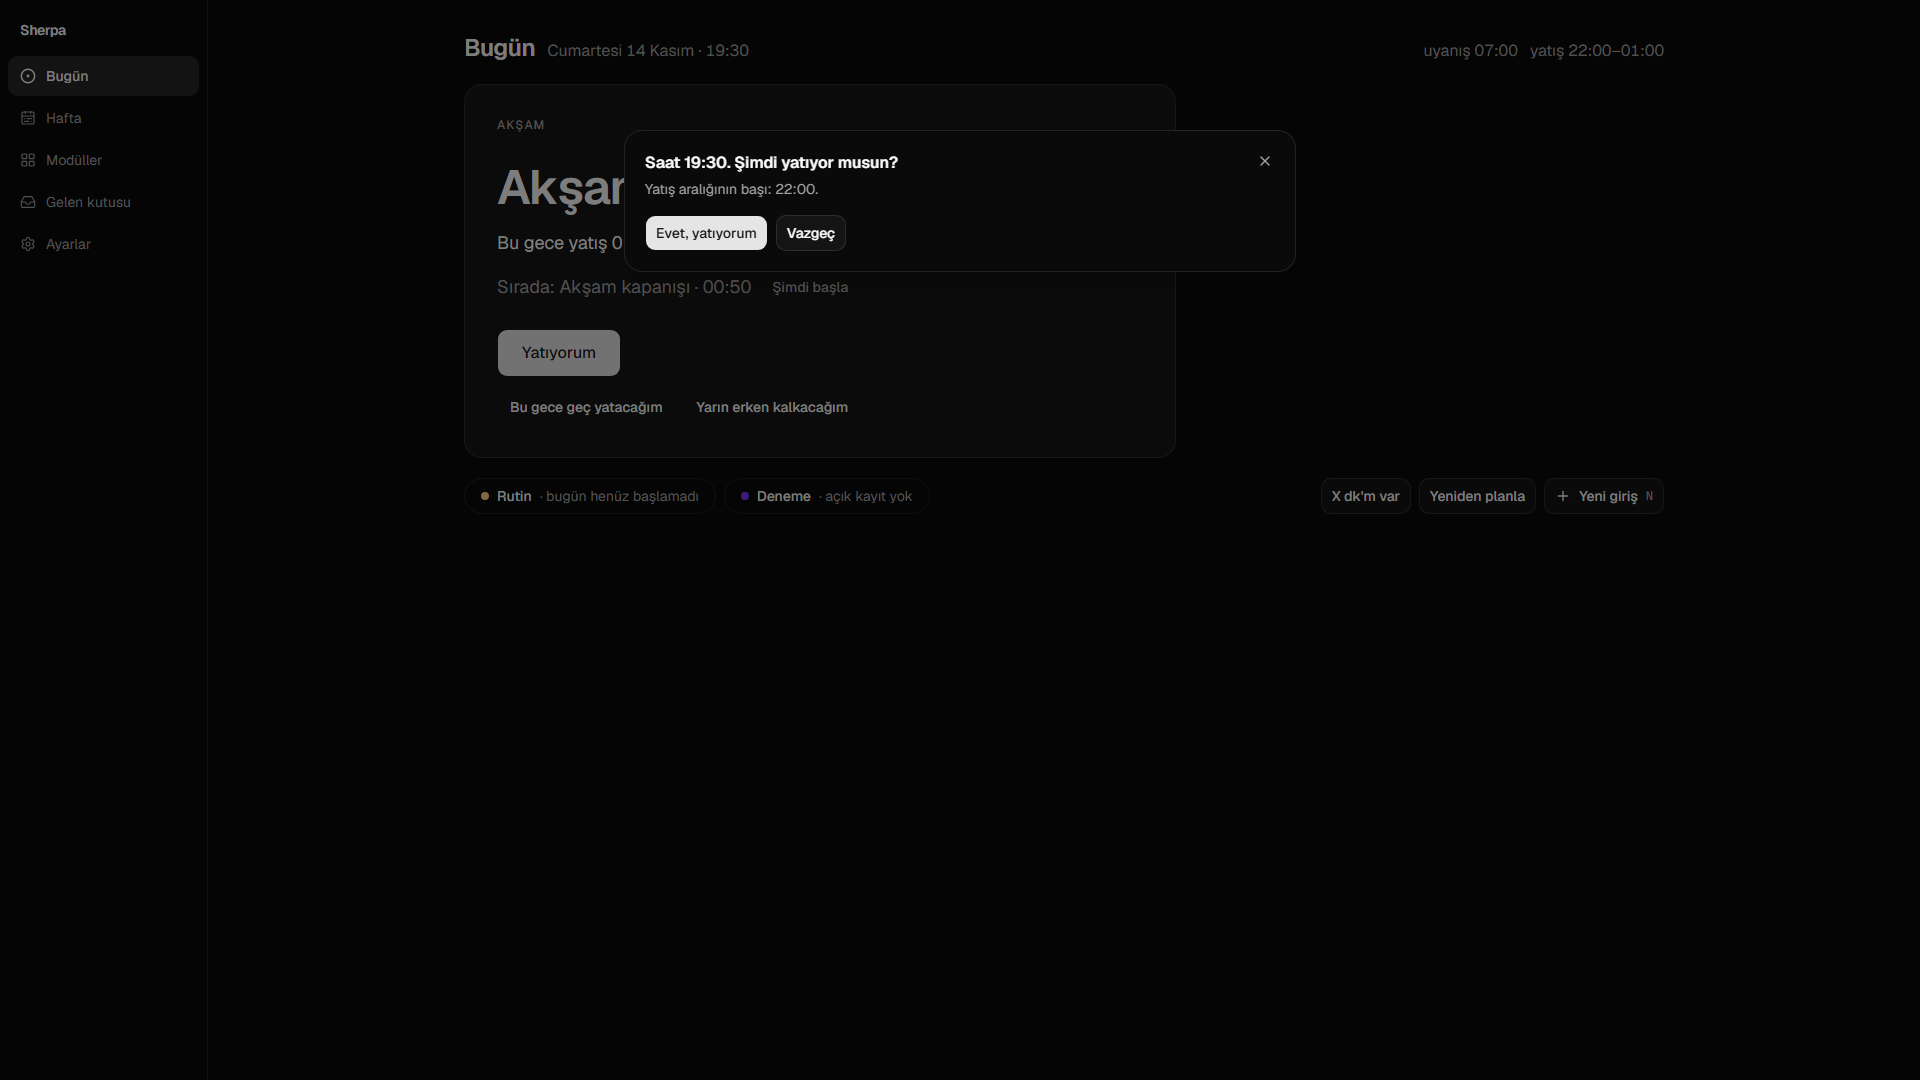 Sherpa
Bugün
Hafta
Modüller
Gelen kutusu
Ayarlar
Bugün Cumartesi 14 Kasım · 19:30
uyanış 07:00 yatış 22:00–01:00
AKŞAM
Saat 19:30. Şimdi yatıyor musun?
Yatış aralığının başı: 22:00.
Evet, yatıyorum Vazgeç
Bu gece yatış 0
Sırada: Akşam kapanışı · 00:50 Şimdi başla
Yatıyorum
Bu gece geç yatacağım Yarın erken kalkacağım
Rutin · bugün henüz başlamadı Deneme · açık kayıt yok
X dk'm var Yeniden planla Yeni giriş N